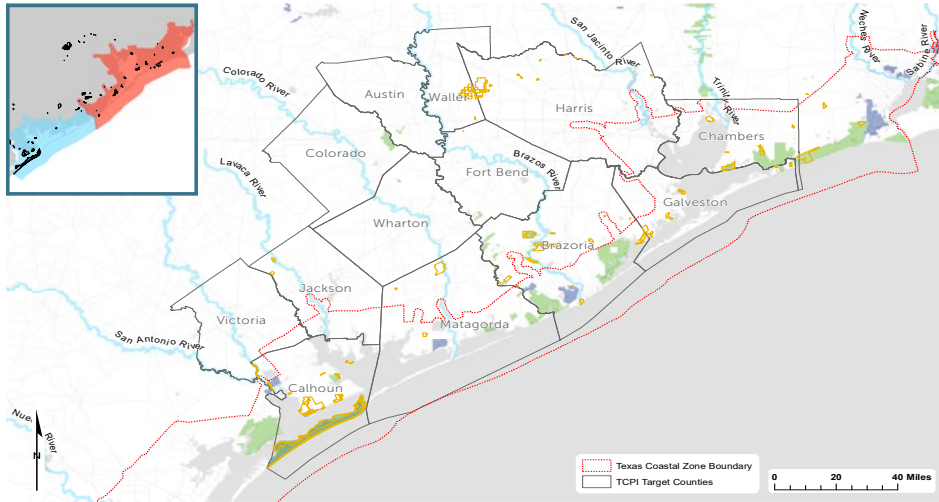 Neches River
Sabine River
San Jacinto River
Colorado River
Trinity River
Austin
Waller
Harris
Chambers
Colorado
Lavaca River
Brazos River
Fort Bend
Galveston
Wharton
Brazoria
Jackson
Victoria
Matagorda
San Antonio River
Calhoun
River
N
Texas Coastal Zone Boundary
TCPI Target Counties
0 20 40 Miles